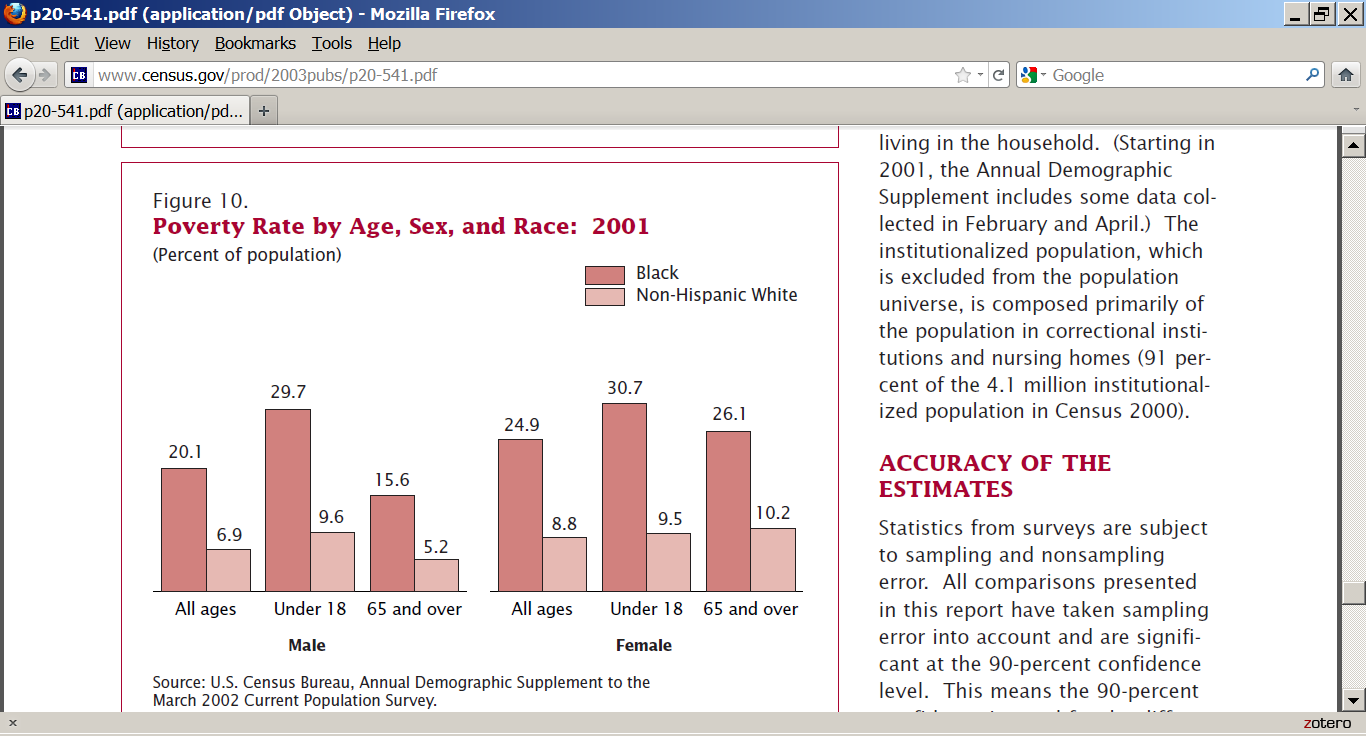 p20-541.pdf (application/pdf Object) - Mozilla Firefox
File Edit View History Bookmarks Tools Help
CB www.census.gov/prod/2003pubs/p20-541.pdf
Google
CB p20-541.pdf (application/pd...
Figure 10.
Poverty Rate by Age, Sex, and Race: 2001
(Percent of population)
Black
Non-Hispanic White
20.1 6.9 29.7 9.6 15.6 5.2 24.9 8.8 30.7 9.5 26.1 10.2
All ages Under 18 65 and over All ages Under 18 65 and over
Male Female
Source: U.S. Census Bureau, Annual Demographic Supplement to the
March 2002 Current Population Survey.
living in the household. (Starting in
2001, the Annual Demographic
Supplement includes some data col-
lected in February and April.) The
institutionalized population, which
is excluded from the population
universe, is composed primarily of
the population in correctional insti-
tutions and nursing homes (91 per-
cent of the 4.1 million institutional-
ized population in Census 2000).
ACCURACY OF THE
ESTIMATES
Statistics from surveys are subject
to sampling and nonsampling
error. All comparisons presented
in this report have taken sampling
error into account and are signifi-
cant at the 90-percent confidence
level. This means the 90-percent
zotero